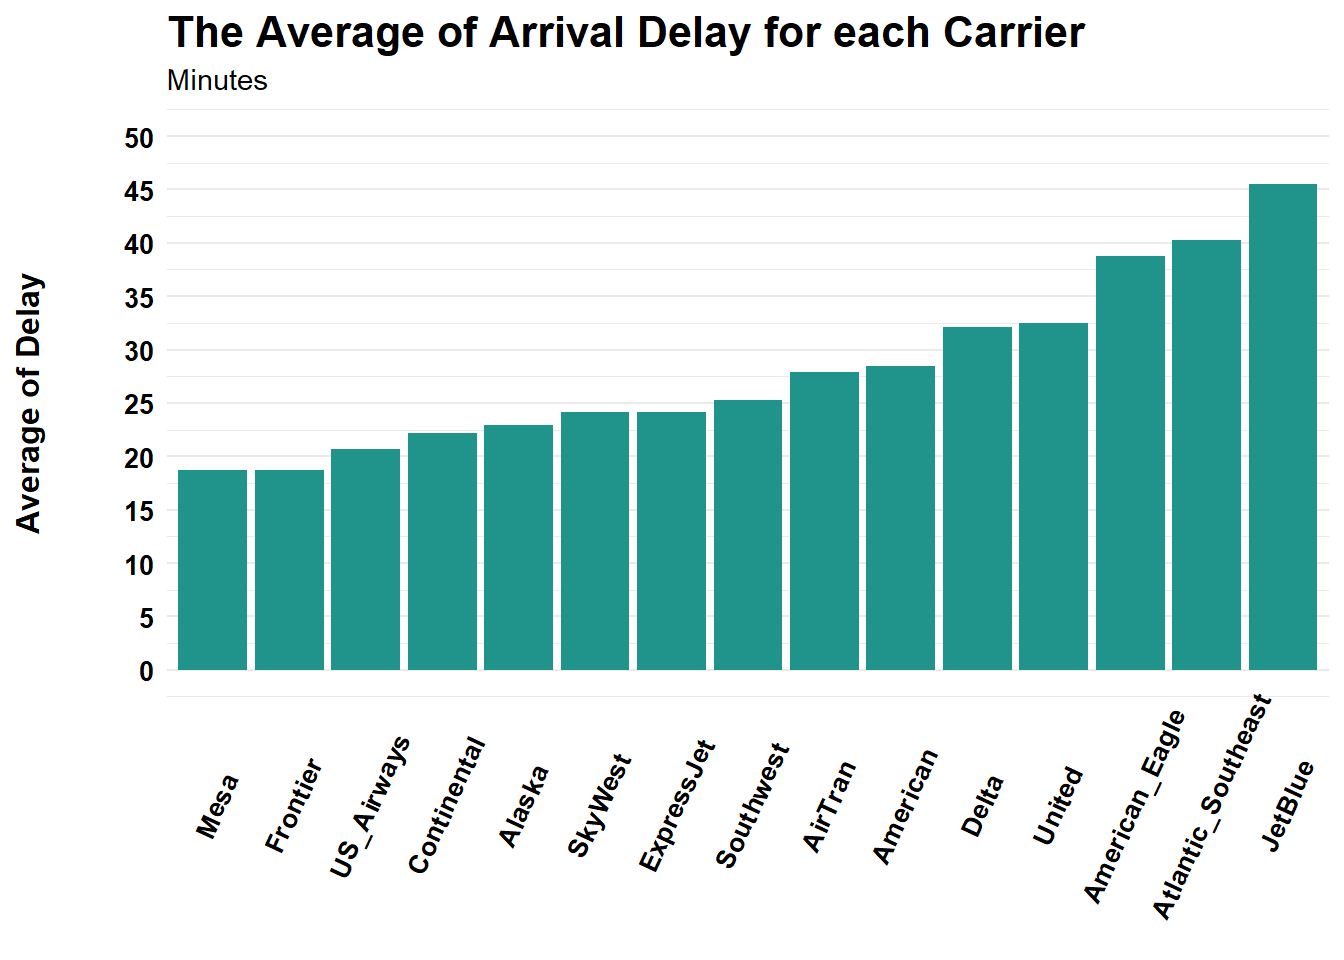 The Average of Arrival Delay for each Carrier
Minutes
Average of Delay
50
45
40
35
30
25
20
15
10
5
0
Mesa
Frontier
US_Airways
Continental
Alaska
SkyWest
ExpressJet
Southwest
AirTran
American
Delta
United
American_Eagle
Atlantic_Southeast
JetBlue